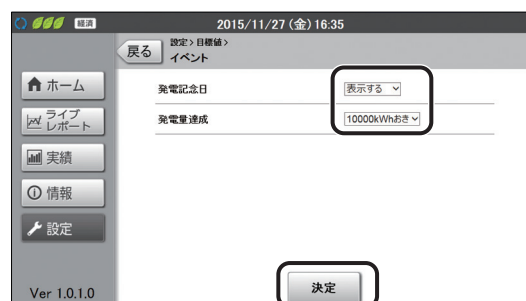 経済
2015/11/27 (金) 16:35
戻る
設定 > 目標値 >
イベント
ホーム
ライブ
レポート
実績
情報
設定
Ver 1.0.1.0
発電記念日
表示する
発電量達成
10000kWhおき
決定